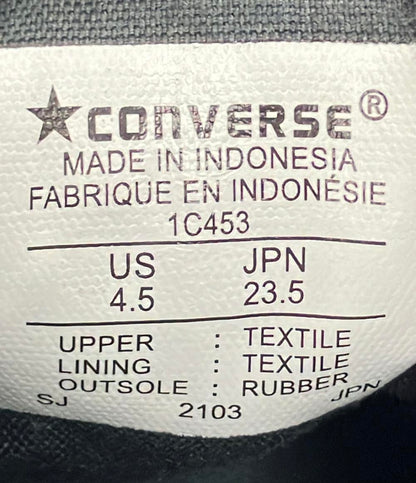 ★CONVERSE®
MADE IN INDONESIA
FABRIQUE EN INDONÉSIE
1C453
US JPN
4.5 23.5
UPPER : TEXTILE
LINING : TEXTILE
OUTSOLE : RUBBER
SJ 2103 JPN